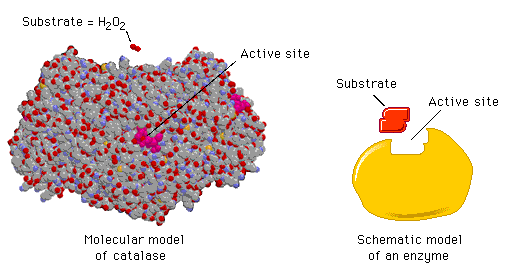 Substrate = H₂O₂
Active site
Molecular model
of catalase
Substrate
Active site
Schematic model
of an enzyme